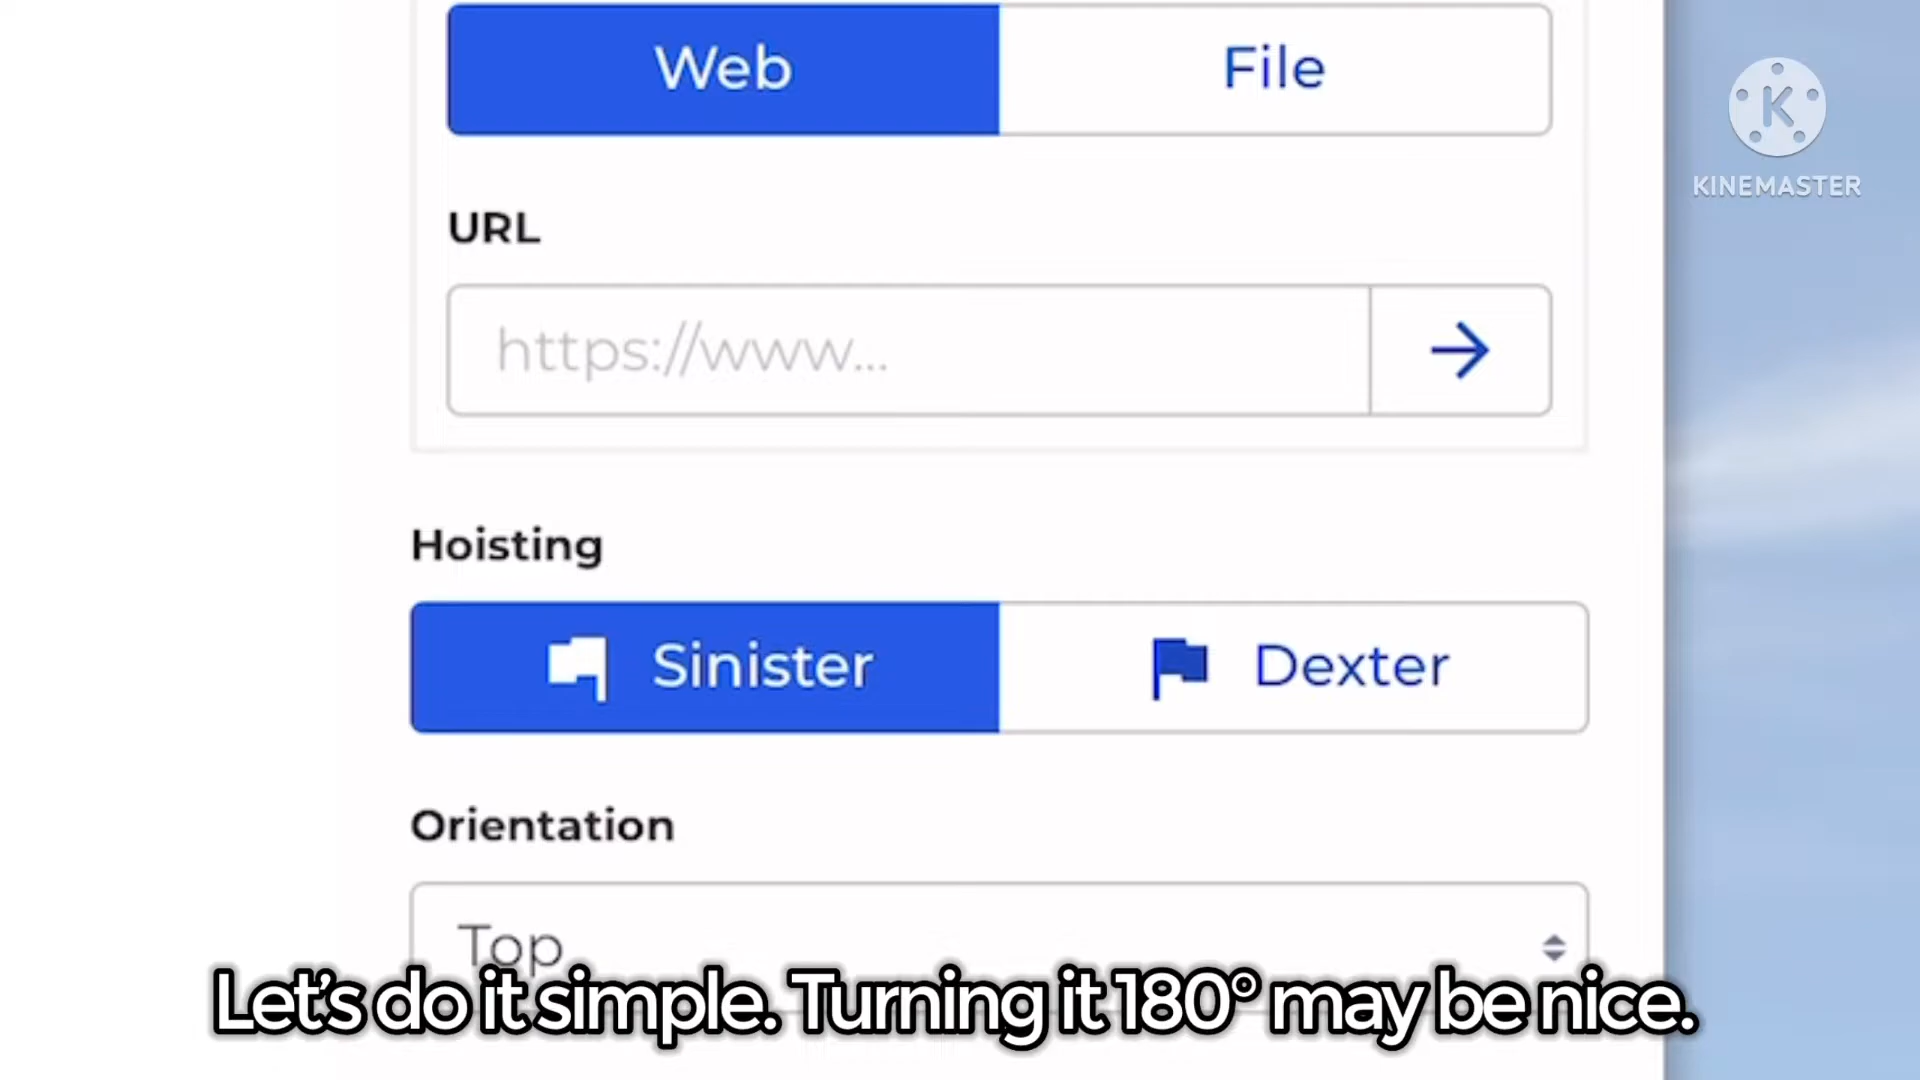 Web
File
K
KINEMASTER
URL
https://www...
Hoisting
Sinister
Dexter
Orientation
Top
Let's do it simple. Turning it 180° may be nice.